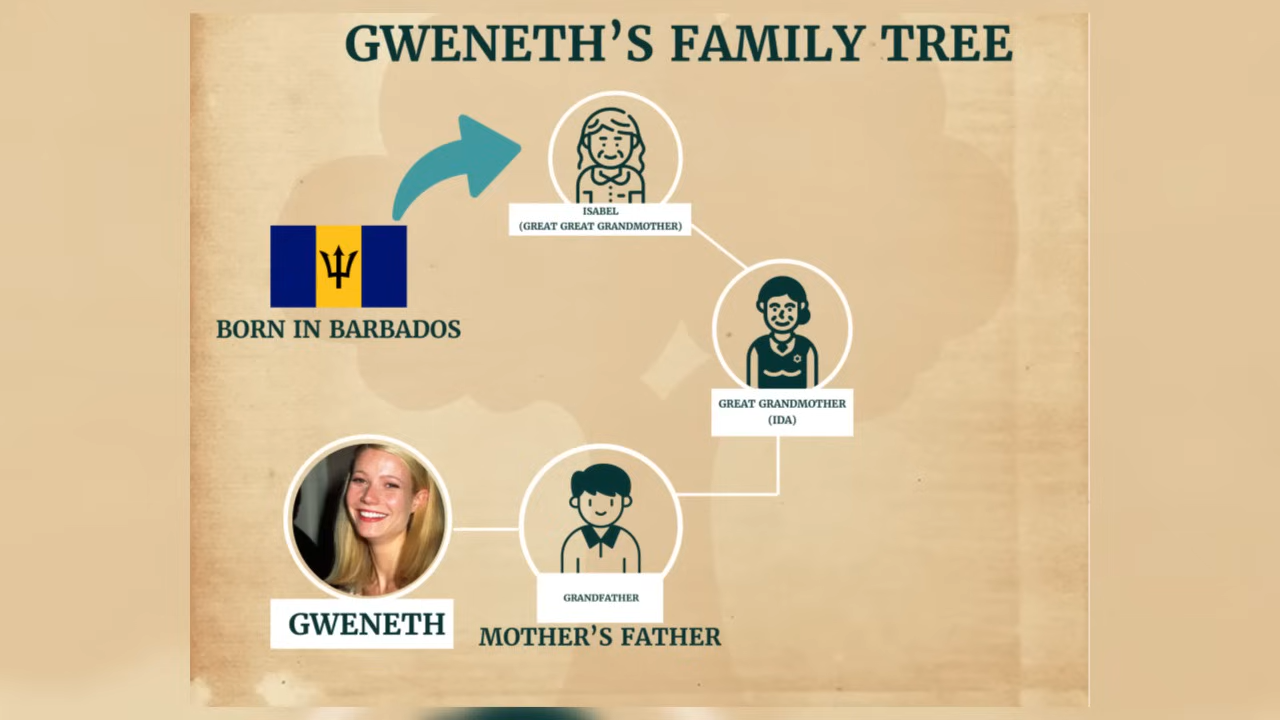 GWENETH'S FAMILY TREE
ISABEL
(GREAT GREAT GRANDMOTHER)
BORN IN BARBADOS
GREAT GRANDMOTHER
(IDA)
GWENETH
GRANDFATHER
MOTHER'S FATHER